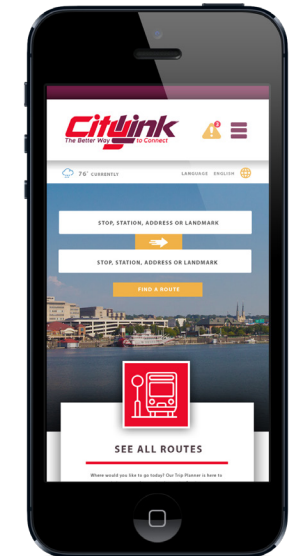 Citylink
The Better Way to Connect
3
76° CURRENTLY
LANGUAGE ENGLISH
STOP, STATION, ADDRESS OR LANDMARK
STOP, STATION, ADDRESS OR LANDMARK
FIND A ROUTE
SEE ALL ROUTES
Where would you like to go today? Our Trip Planner is here to